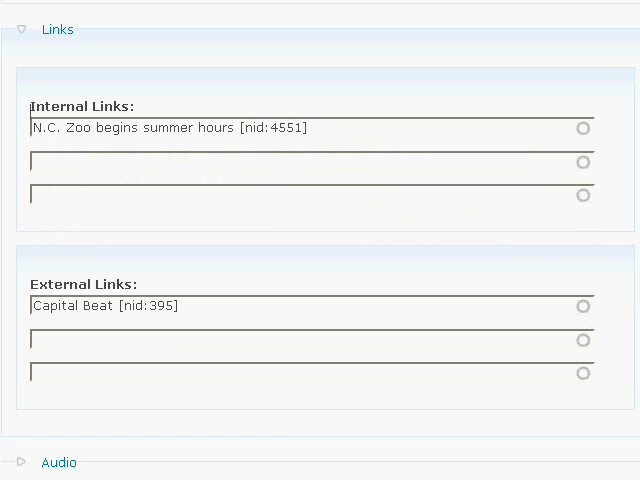 Links
Internal Links:
N.C. Zoo begins summer hours [nid:4551]
External Links:
Capital Beat [nid:395]
Audio